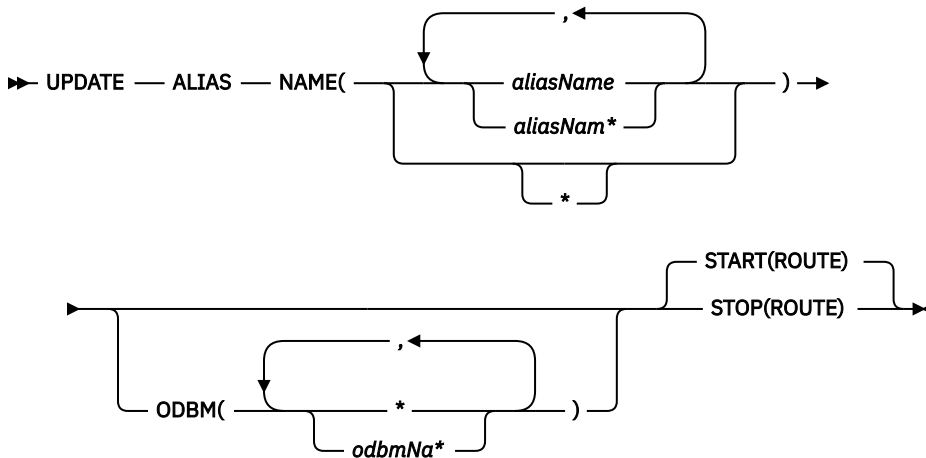 ,
UPDATE ALIAS NAME( aliasName )
aliasNam*
*
START(ROUTE)
STOP(ROUTE)
,
ODBM( * )
odbmNa*